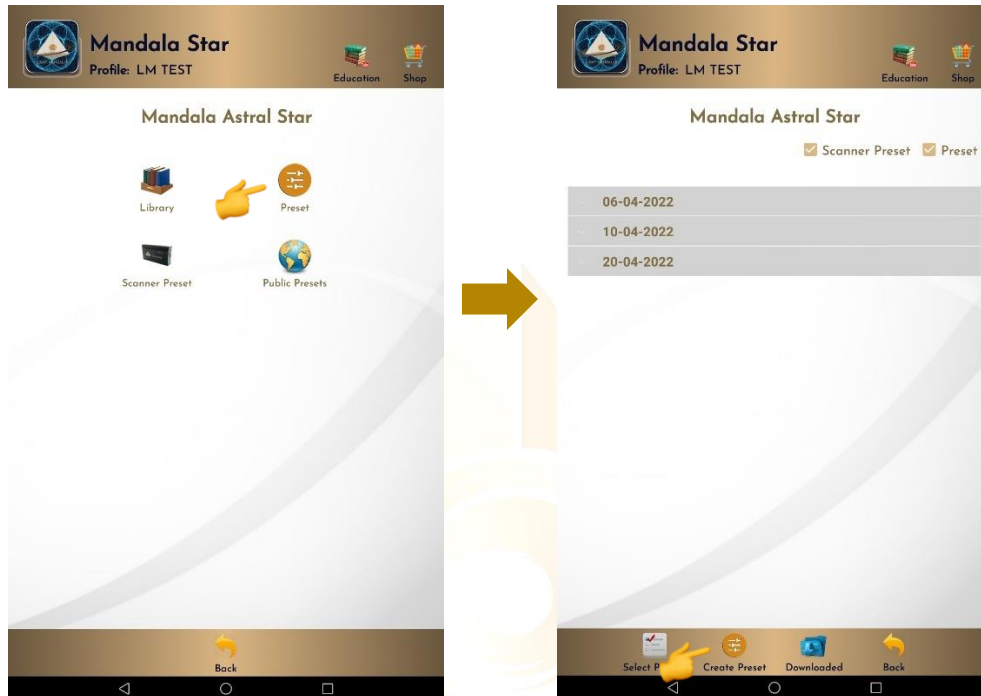 Mandala Star
Profile: LM TEST
Education
Shop
Mandala Astral Star
Library
Preset
Scanner Preset
Public Presets
Back
Mandala Star
Profile: LM TEST
Education
Shop
Mandala Astral Star
Scanner Preset
Preset
06-04-2022
10-04-2022
20-04-2022
Select P
Create Preset
Downloaded
Back